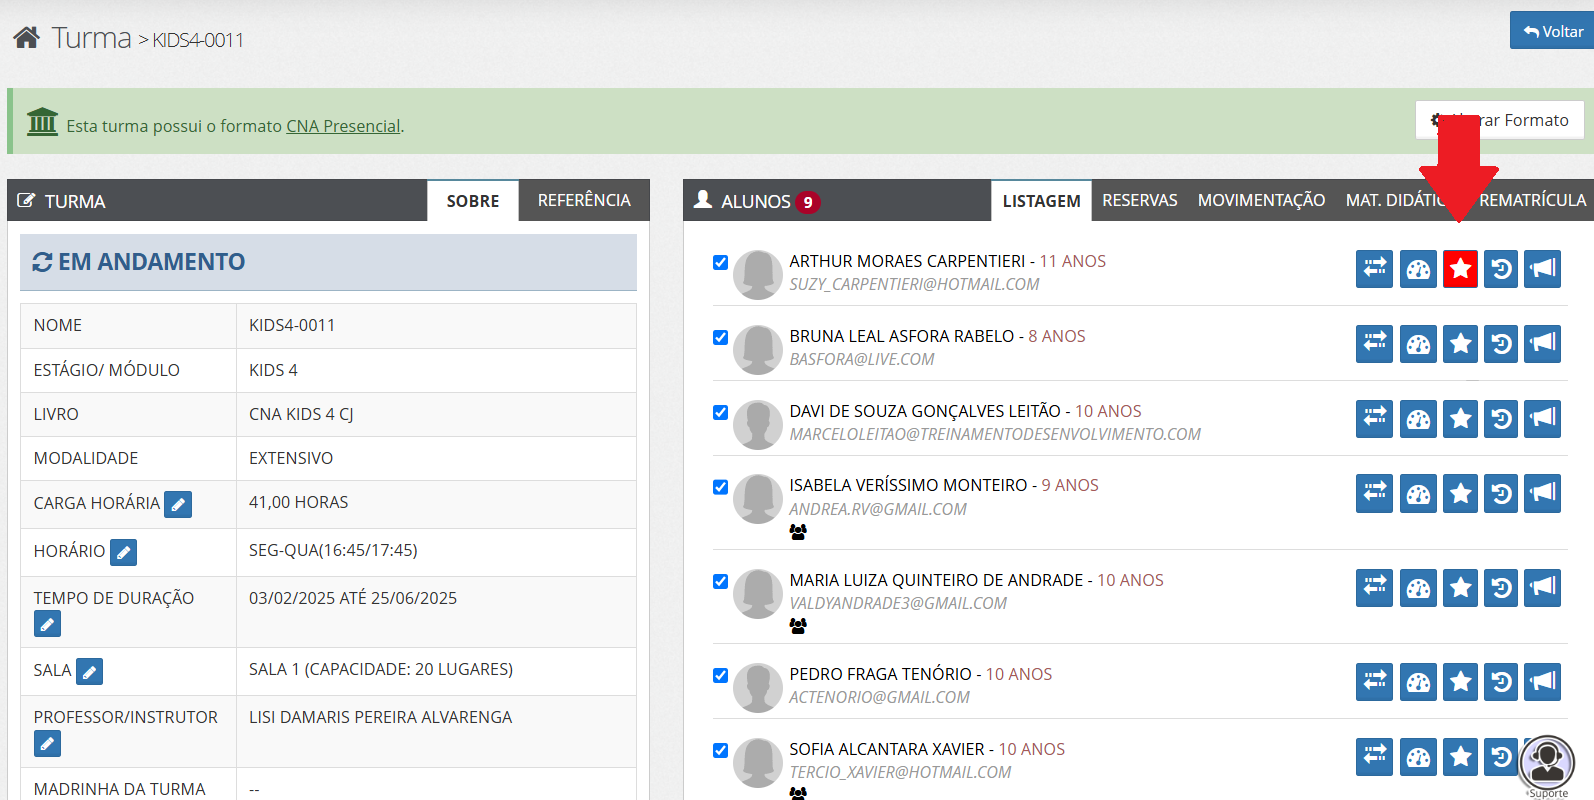 Turma > KIDS4-0011
Voltar
Esta turma possui o formato CNA Presencial.
Formato
TURMA
SOBRE
REFERÊNCIA
EM ANDAMENTO
NOME KIDS4-0011
ESTÁGIO/ MÓDULO KIDS 4
LIVRO CNA KIDS 4 CJ
MODALIDADE EXTENSIVO
CARGA HORÁRIA 41,00 HORAS
HORÁRIO SEG-QUA(16:45/17:45)
TEMPO DE DURAÇÃO 03/02/2025 ATÉ 25/06/2025
SALA SALA 1 (CAPACIDADE: 20 LUGARES)
PROFESSOR/INSTRUTOR LISI DAMARIS PEREIRA ALVARENGA
MADRINHA DA TURMA --
ALUNOS 9
LISTAGEM
RESERVAS
MOVIMENTAÇÃO
MAT.
REMATRÍCULA
ARTHUR MORAES CARPENTIERI - 11 ANOS
SUZY_CARPENTIERI@HOTMAIL.COM
BRUNA LEAL ASFORA RABELO - 8 ANOS
BASFORA@LIVE.COM
DAVI DE SOUZA GONÇALVES LEITÃO - 10 ANOS
MARCELOLEITAO@TREINAMENTODESENVOLVIMENTO.COM
ISABELA VERÍSSIMO MONTEIRO - 9 ANOS
ANDREA.RV@GMAIL.COM
MARIA LUIZA QUINTEIRO DE ANDRADE - 10 ANOS
VALDYANDRADE3@GMAIL.COM
PEDRO FRAGA TENÓRIO - 10 ANOS
ACTENORIO@GMAIL.COM
SOFIA ALCANTARA XAVIER - 10 ANOS
TERCIO_XAVIER@HOTMAIL.COM
Suporte